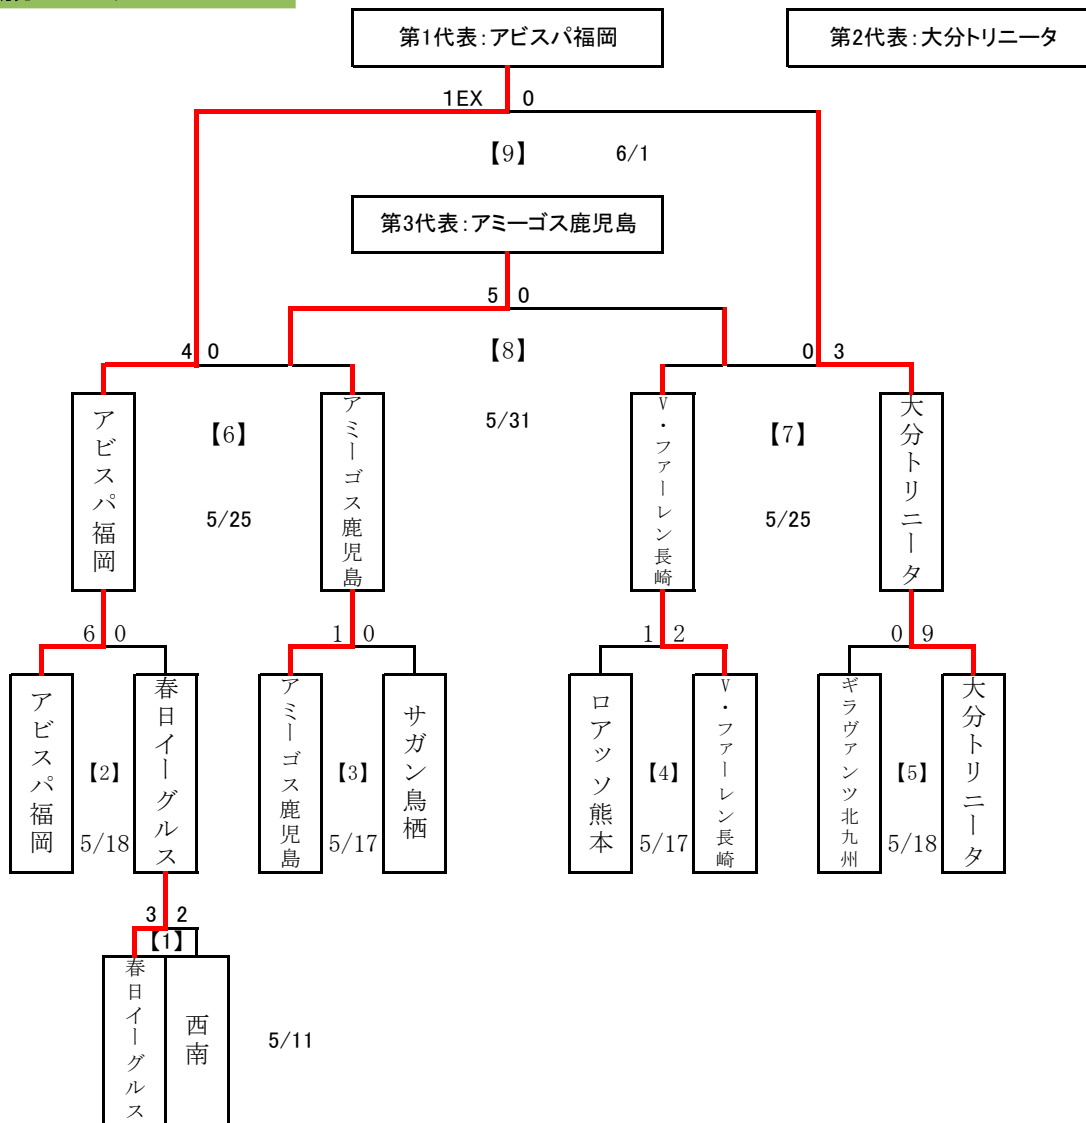 第1代表：アビスパ福岡
第2代表：大分トリニータ
1EX 0
【9】 6/1
第3代表：アミーゴス鹿児島
5 0
【8】
4 0
0 3
5/31
アビスパ福岡
【6】
5/25
アミーゴス鹿児島
V・ファーレン長崎
【7】
5/25
大分トリニータ
6 0
1 0
1 2
0 9
アビスパ福岡
【2】
5/18
春日イーグルス
アミーゴス鹿児島
【3】
5/17
サガン鳥栖
ロアッソ熊本
【4】
5/17
V・ファーレン長崎
ギラヴァンツ北九州
【5】
5/18
大分トリニータ
3 2
【1】
春日イーグルス
西南
5/11